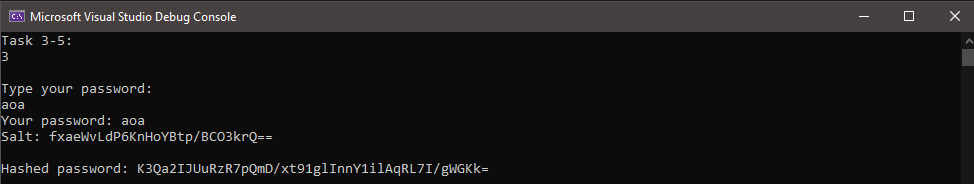 Microsoft Visual Studio Debug Console
Task 3-5:
3
Type your password:
aoa
Your password: aoa
Salt: fxaeWvLdP6KnHoYBtp/BCO3krQ==
Hashed password: K3Qa2IJUuRzR7pQmD/xt91glInnY1ilAqRL7I/gWGKk=